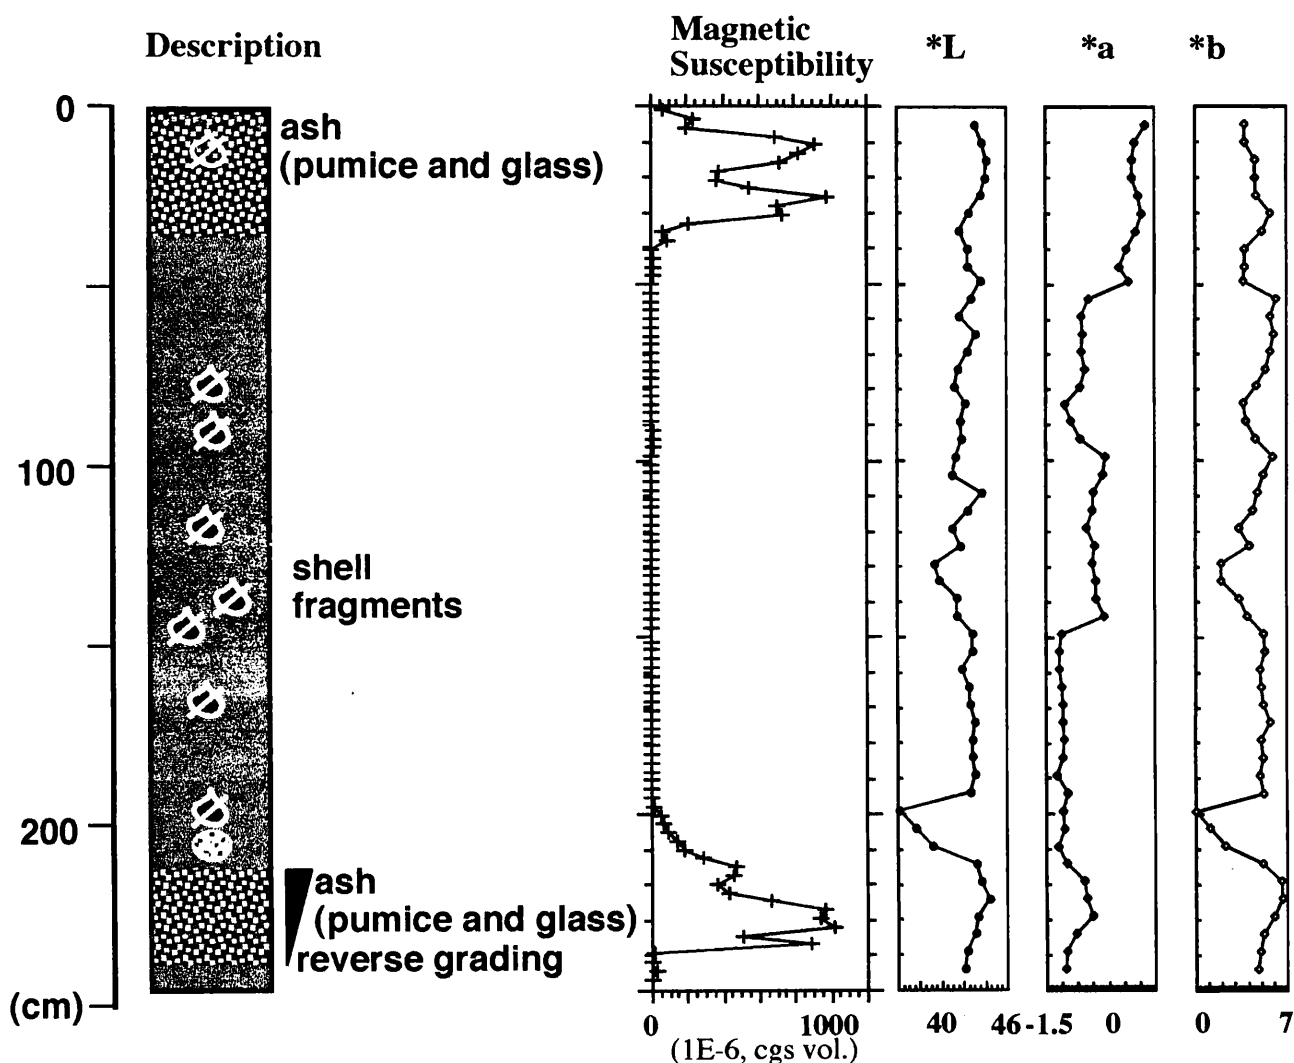 Description
Magnetic
Susceptibility
*L
*a
*b
0
ash
(pumice and glass)
100
shell
fragments
200
ash
(pumice and glass)
reverse grading
(cm)
0
1000
(1E-6, cgs vol.)
40
46
-1.5
0
0
7